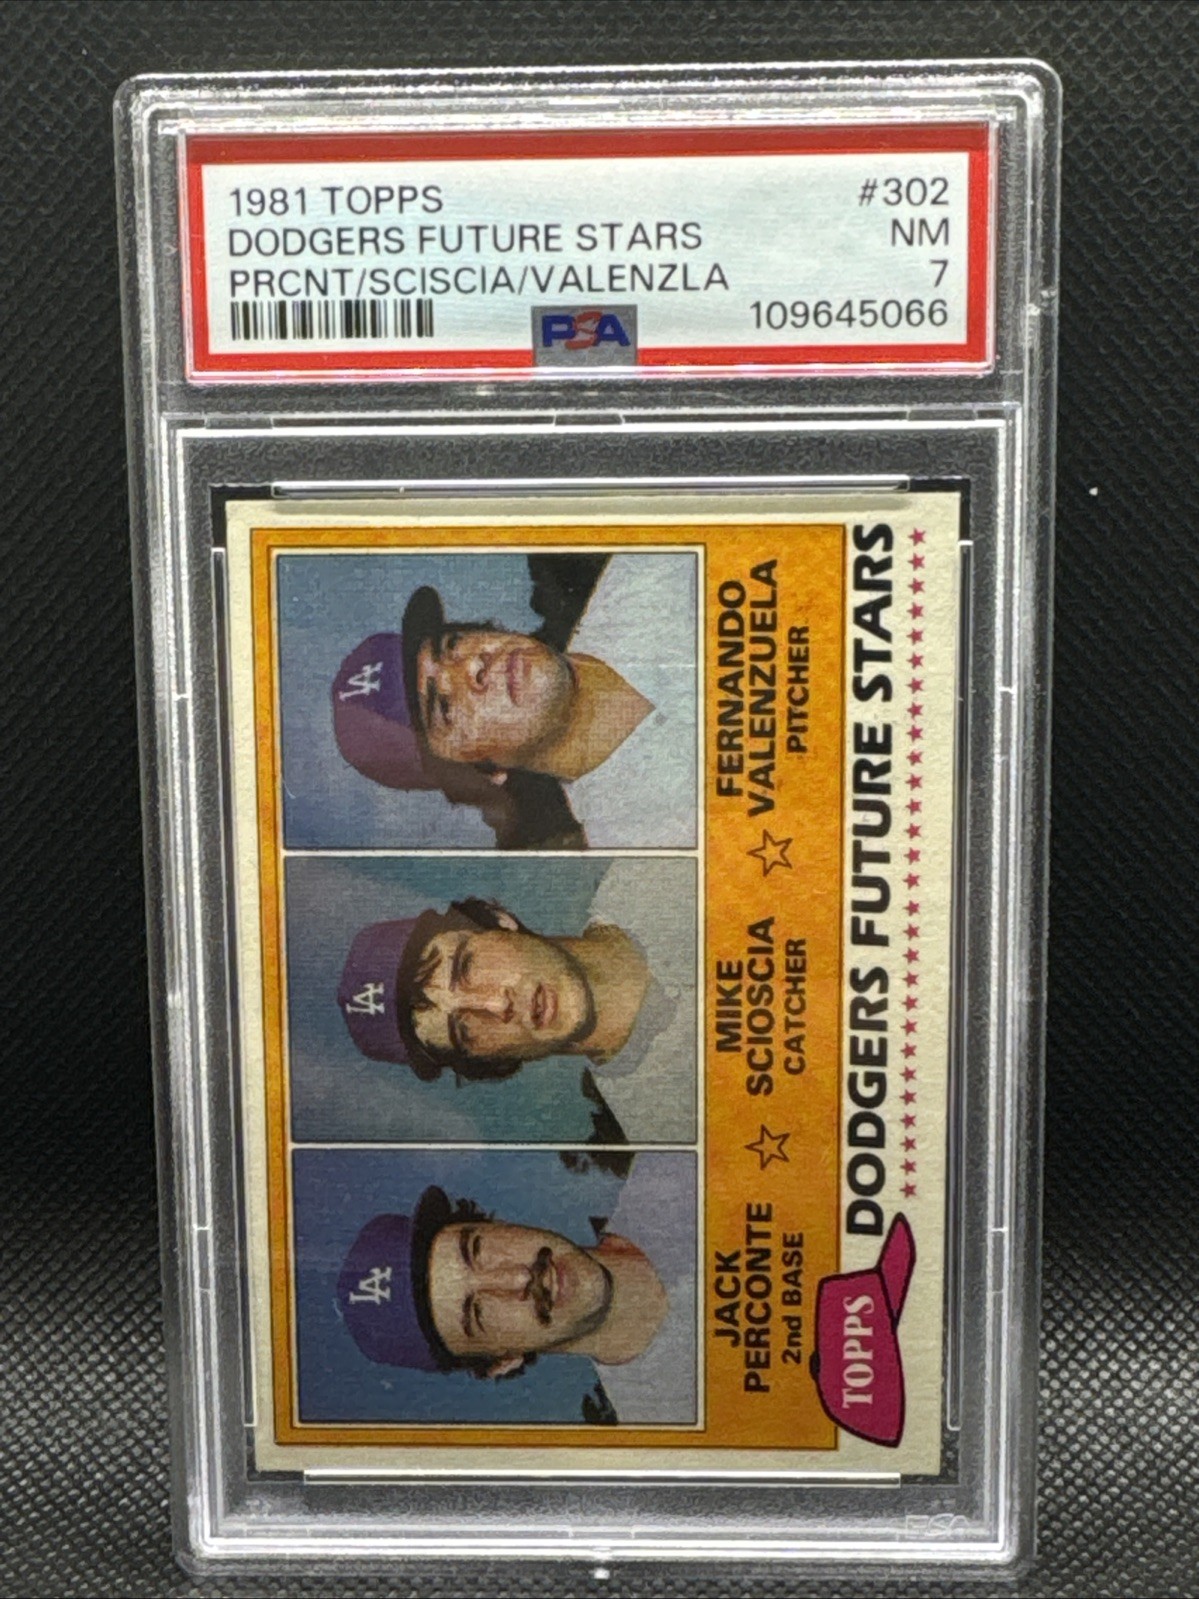 1981 TOPPS #302
DODGERS FUTURE STARS NM
PRCNT/SCISCIA/VALENZLA 7
PSA 109645066
LA
LA
LA
JACK
PERCONTE
2nd BASE
MIKE
SCIOSCIA
CATCHER
FERNANDO
VALENZUELA
PITCHER
TOPPS
DODGERS FUTURE STARS